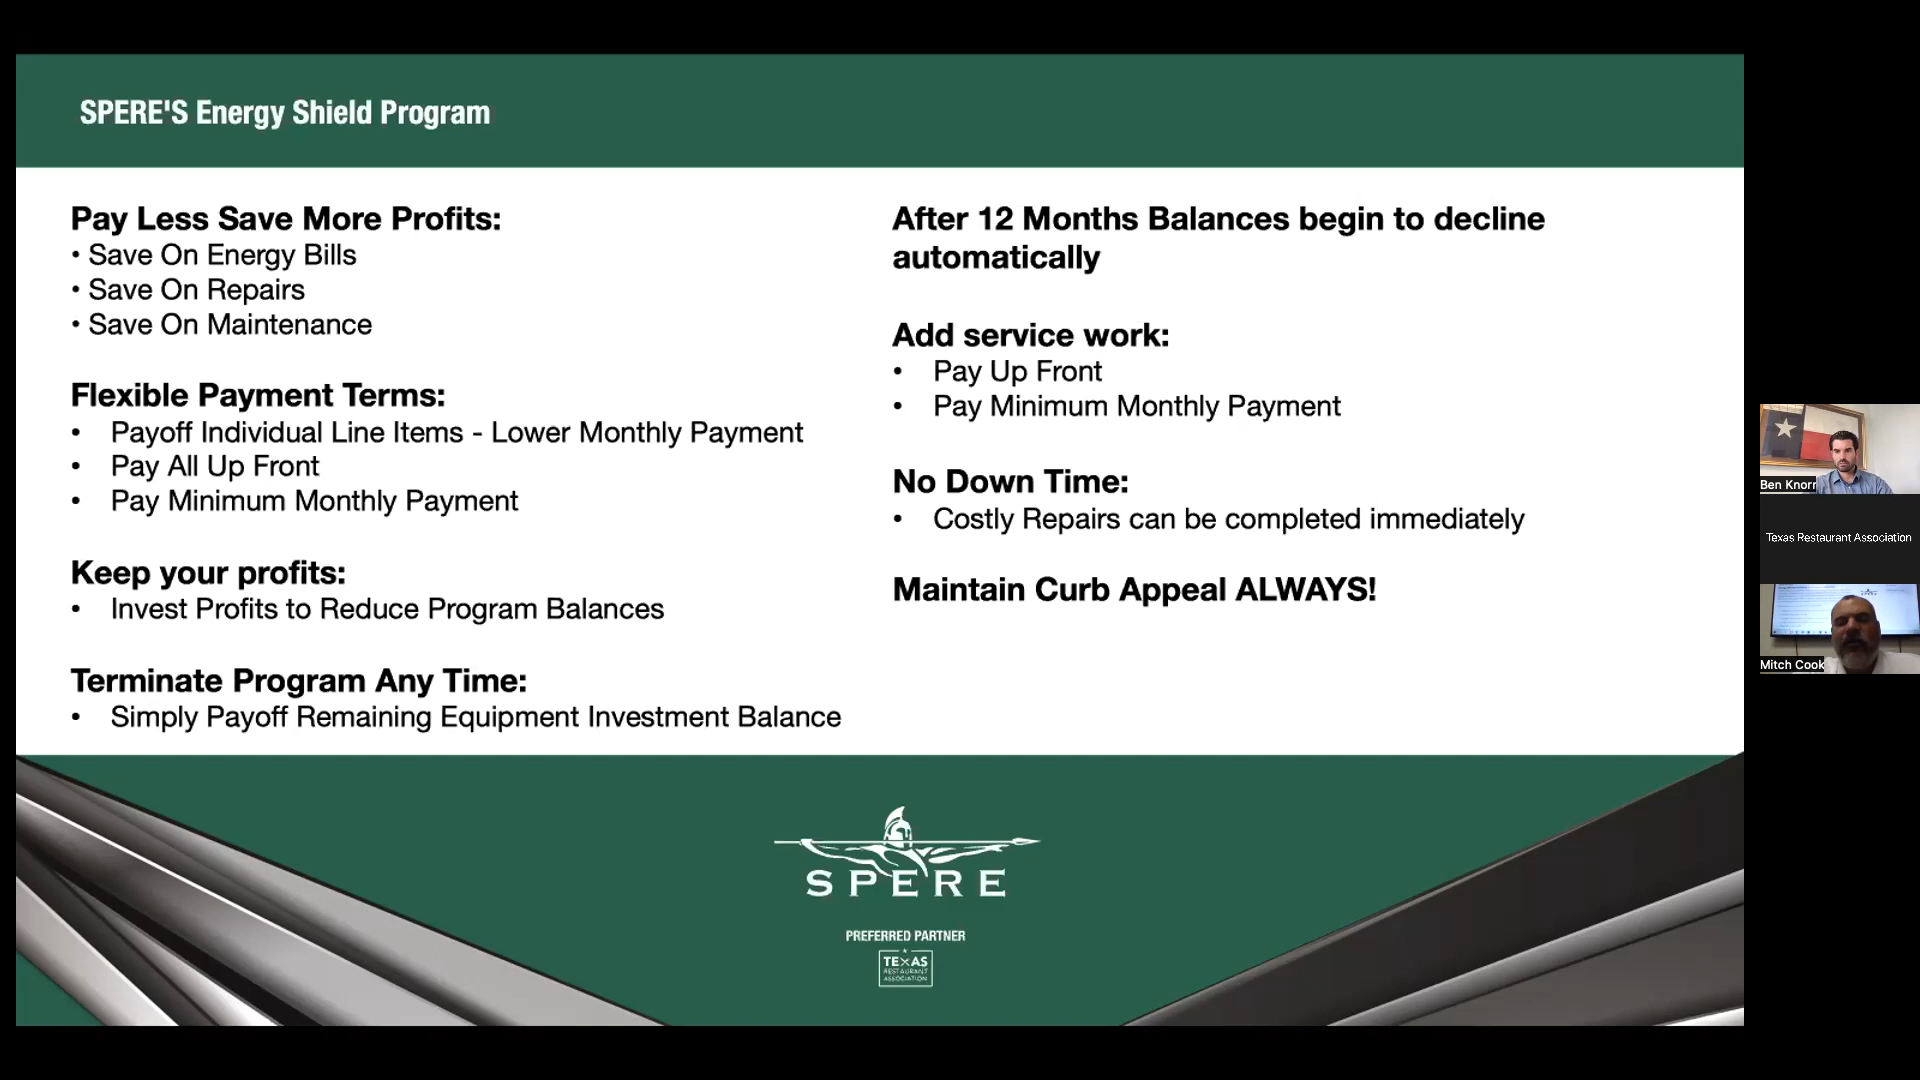 SPERE'S Energy Shield Program
Pay Less Save More Profits:
• Save On Energy Bills
• Save On Repairs
• Save On Maintenance
Flexible Payment Terms:
• Payoff Individual Line Items - Lower Monthly Payment
• Pay All Up Front
• Pay Minimum Monthly Payment
Keep your profits:
• Invest Profits to Reduce Program Balances
Terminate Program Any Time:
• Simply Payoff Remaining Equipment Investment Balance
After 12 Months Balances begin to decline
automatically
Add service work:
• Pay Up Front
• Pay Minimum Monthly Payment
No Down Time:
• Costly Repairs can be completed immediately
Maintain Curb Appeal ALWAYS!
SPERE
PREFERRED PARTNER
TEXAS
RESTAURANT
ASSOCIATION
Ben Knorr
Texas Restaurant Association
Mitch Cook